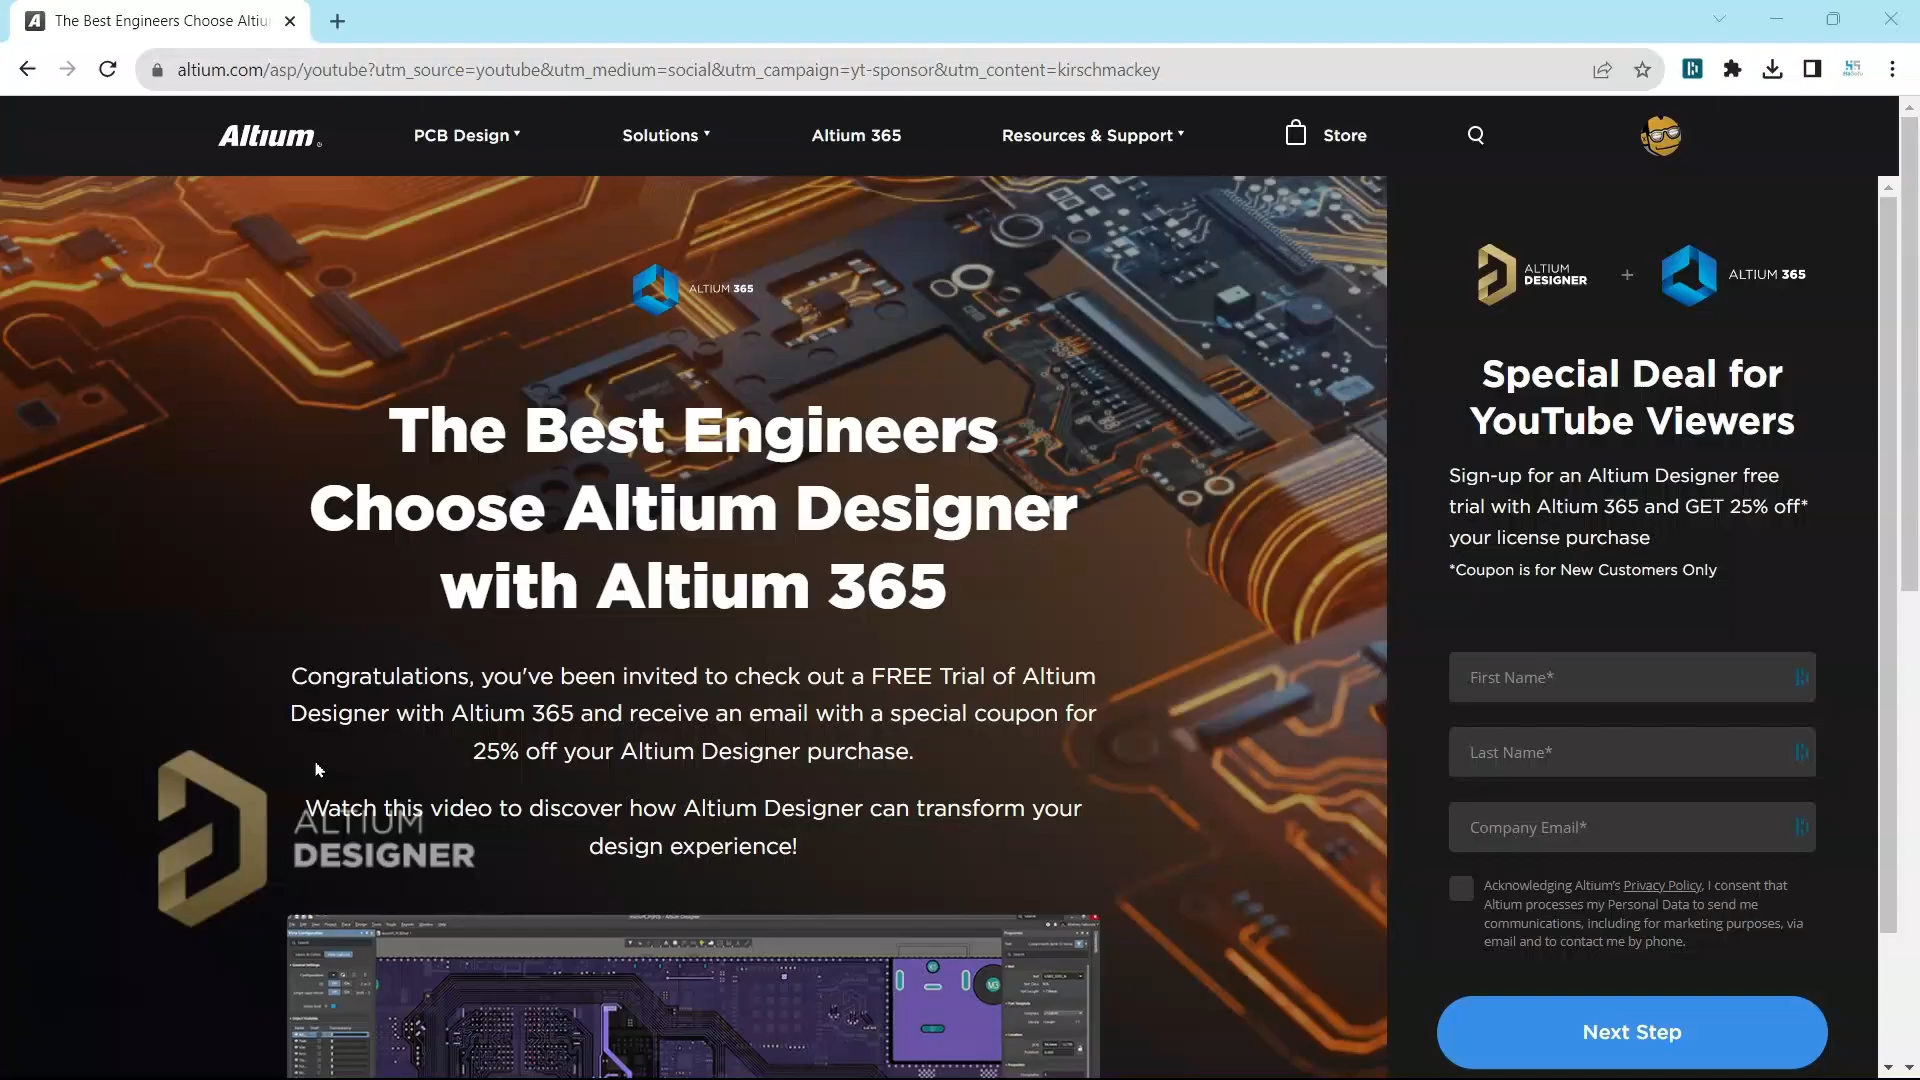 The Best Engineers Choose Altiu
altium.com/asp/youtube?utm_source=youtube&utm_medium=social&utm_campaign=yt-sponsor&utm_content=kirschmackey
Altium
PCB Design
Solutions
Altium 365
Resources & Support
Store
ALTIUM 365
The Best Engineers
Choose Altium Designer
with Altium 365
Congratulations, you've been invited to check out a FREE Trial of Altium
Designer with Altium 365 and receive an email with a special coupon for
25% off your Altium Designer purchase.
Watch this video to discover how Altium Designer can transform your
design experience!
ALTIUM
DESIGNER
ALTIUM
DESIGNER
+
ALTIUM 365
Special Deal for
YouTube Viewers
Sign-up for an Altium Designer free
trial with Altium 365 and GET 25% off*
your license purchase
*Coupon is for New Customers Only
First Name*
Last Name*
Company Email*
Acknowledging Altium's Privacy Policy, I consent that
Altium processes my Personal Data to send me
communications, including for marketing purposes, via
email and to contact me by phone.
Next Step